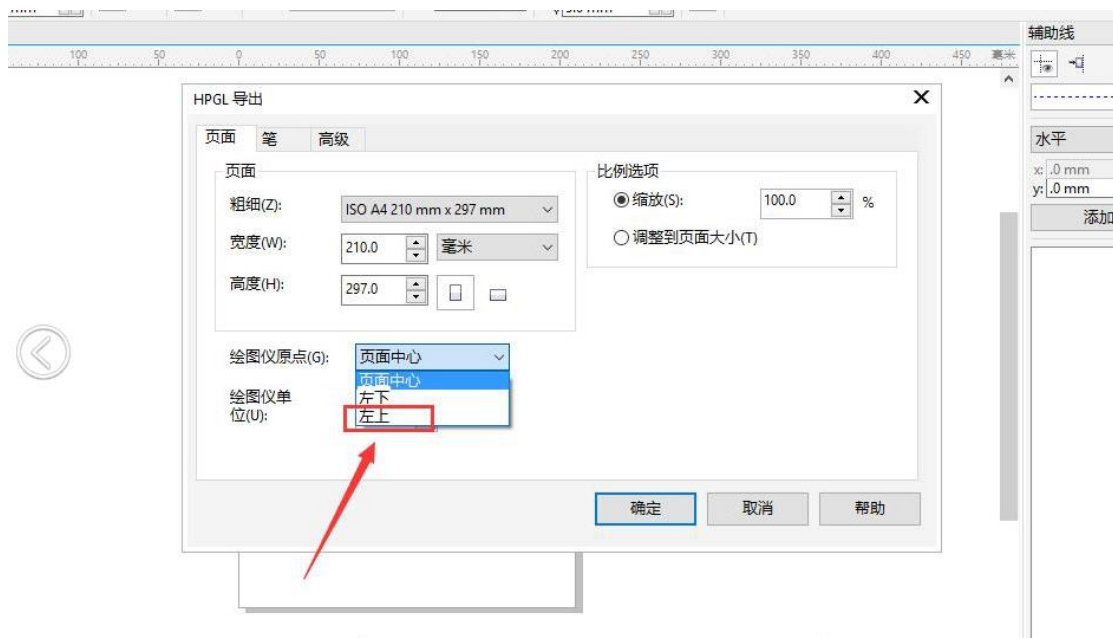 辅助线
100 50 0 50 100 150 200 250 300 350 400 450 毫米
HPGL 导出
页面 笔 高级
水平
页面
比例选项
x: .0 mm
y: .0 mm
粗细(Z): ISO A4 210 mm x 297 mm
缩放(S): 100.0 %
添加
宽度(W): 210.0 毫米
调整到页面大小(T)
高度(H): 297.0
绘图仪原点(G): 页面中心
页面中心
绘图仪单
左下
位(U):
左上
确定 取消 帮助